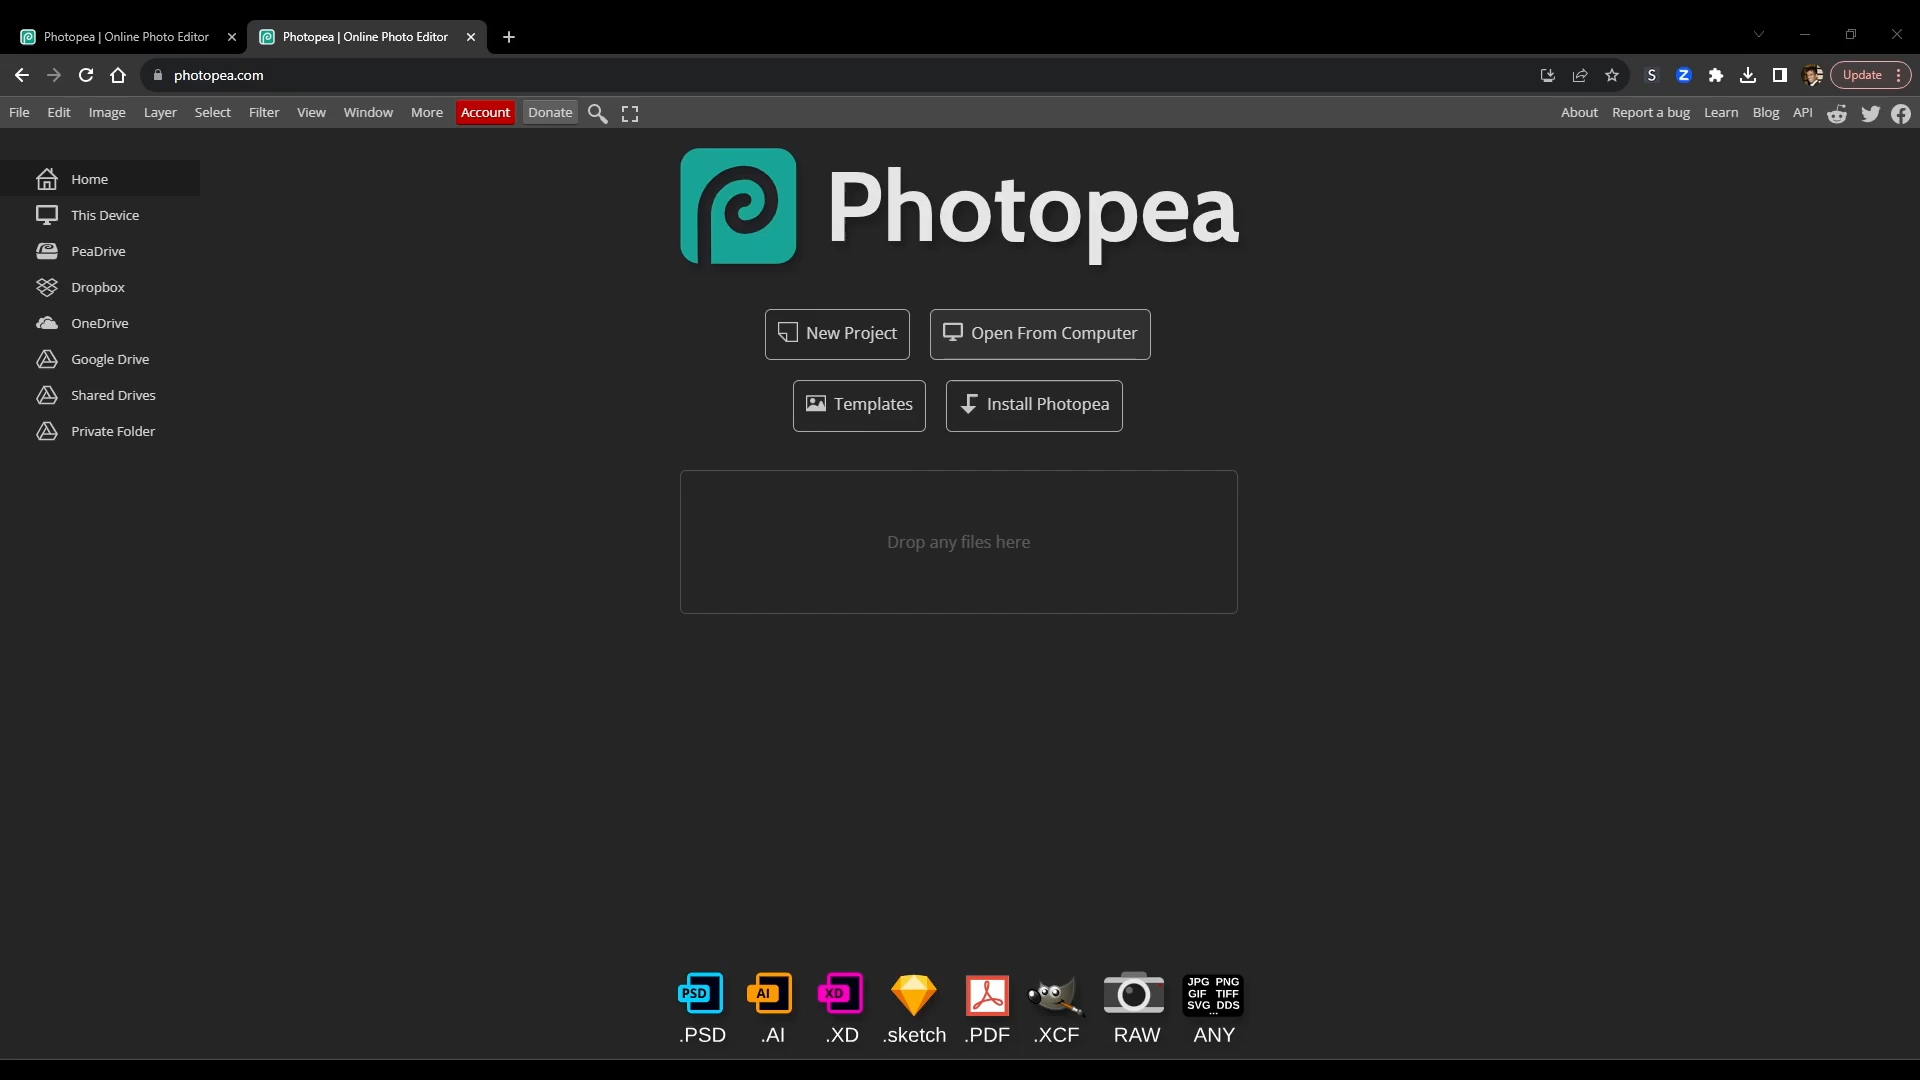 Photopea | Online Photo Editor
Photopea | Online Photo Editor
photopea.com
S
Z
Update
File Edit Image Layer Select Filter View Window More Account Donate
About Report a bug Learn Blog API
Home
This Device
PeaDrive
Dropbox
OneDrive
Google Drive
Shared Drives
Private Folder
Photopea
New Project
Open From Computer
Templates
Install Photopea
Drop any files here
PSD
AI
XD
JPG PNG
GIF TIFF
SVG DDS
...
.PSD .AI .XD .sketch .PDF .XCF RAW ANY